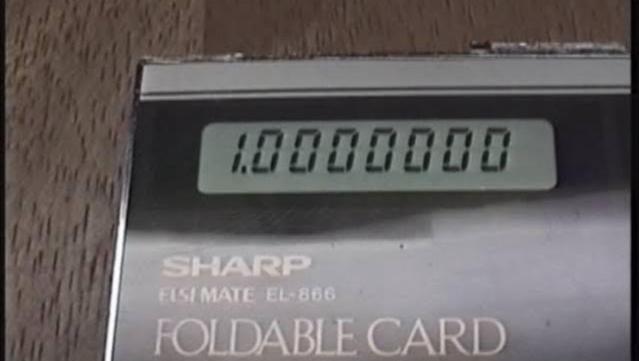 1.0000000
SHARP
ELSI MATE EL-866
FOLDABLE CARD